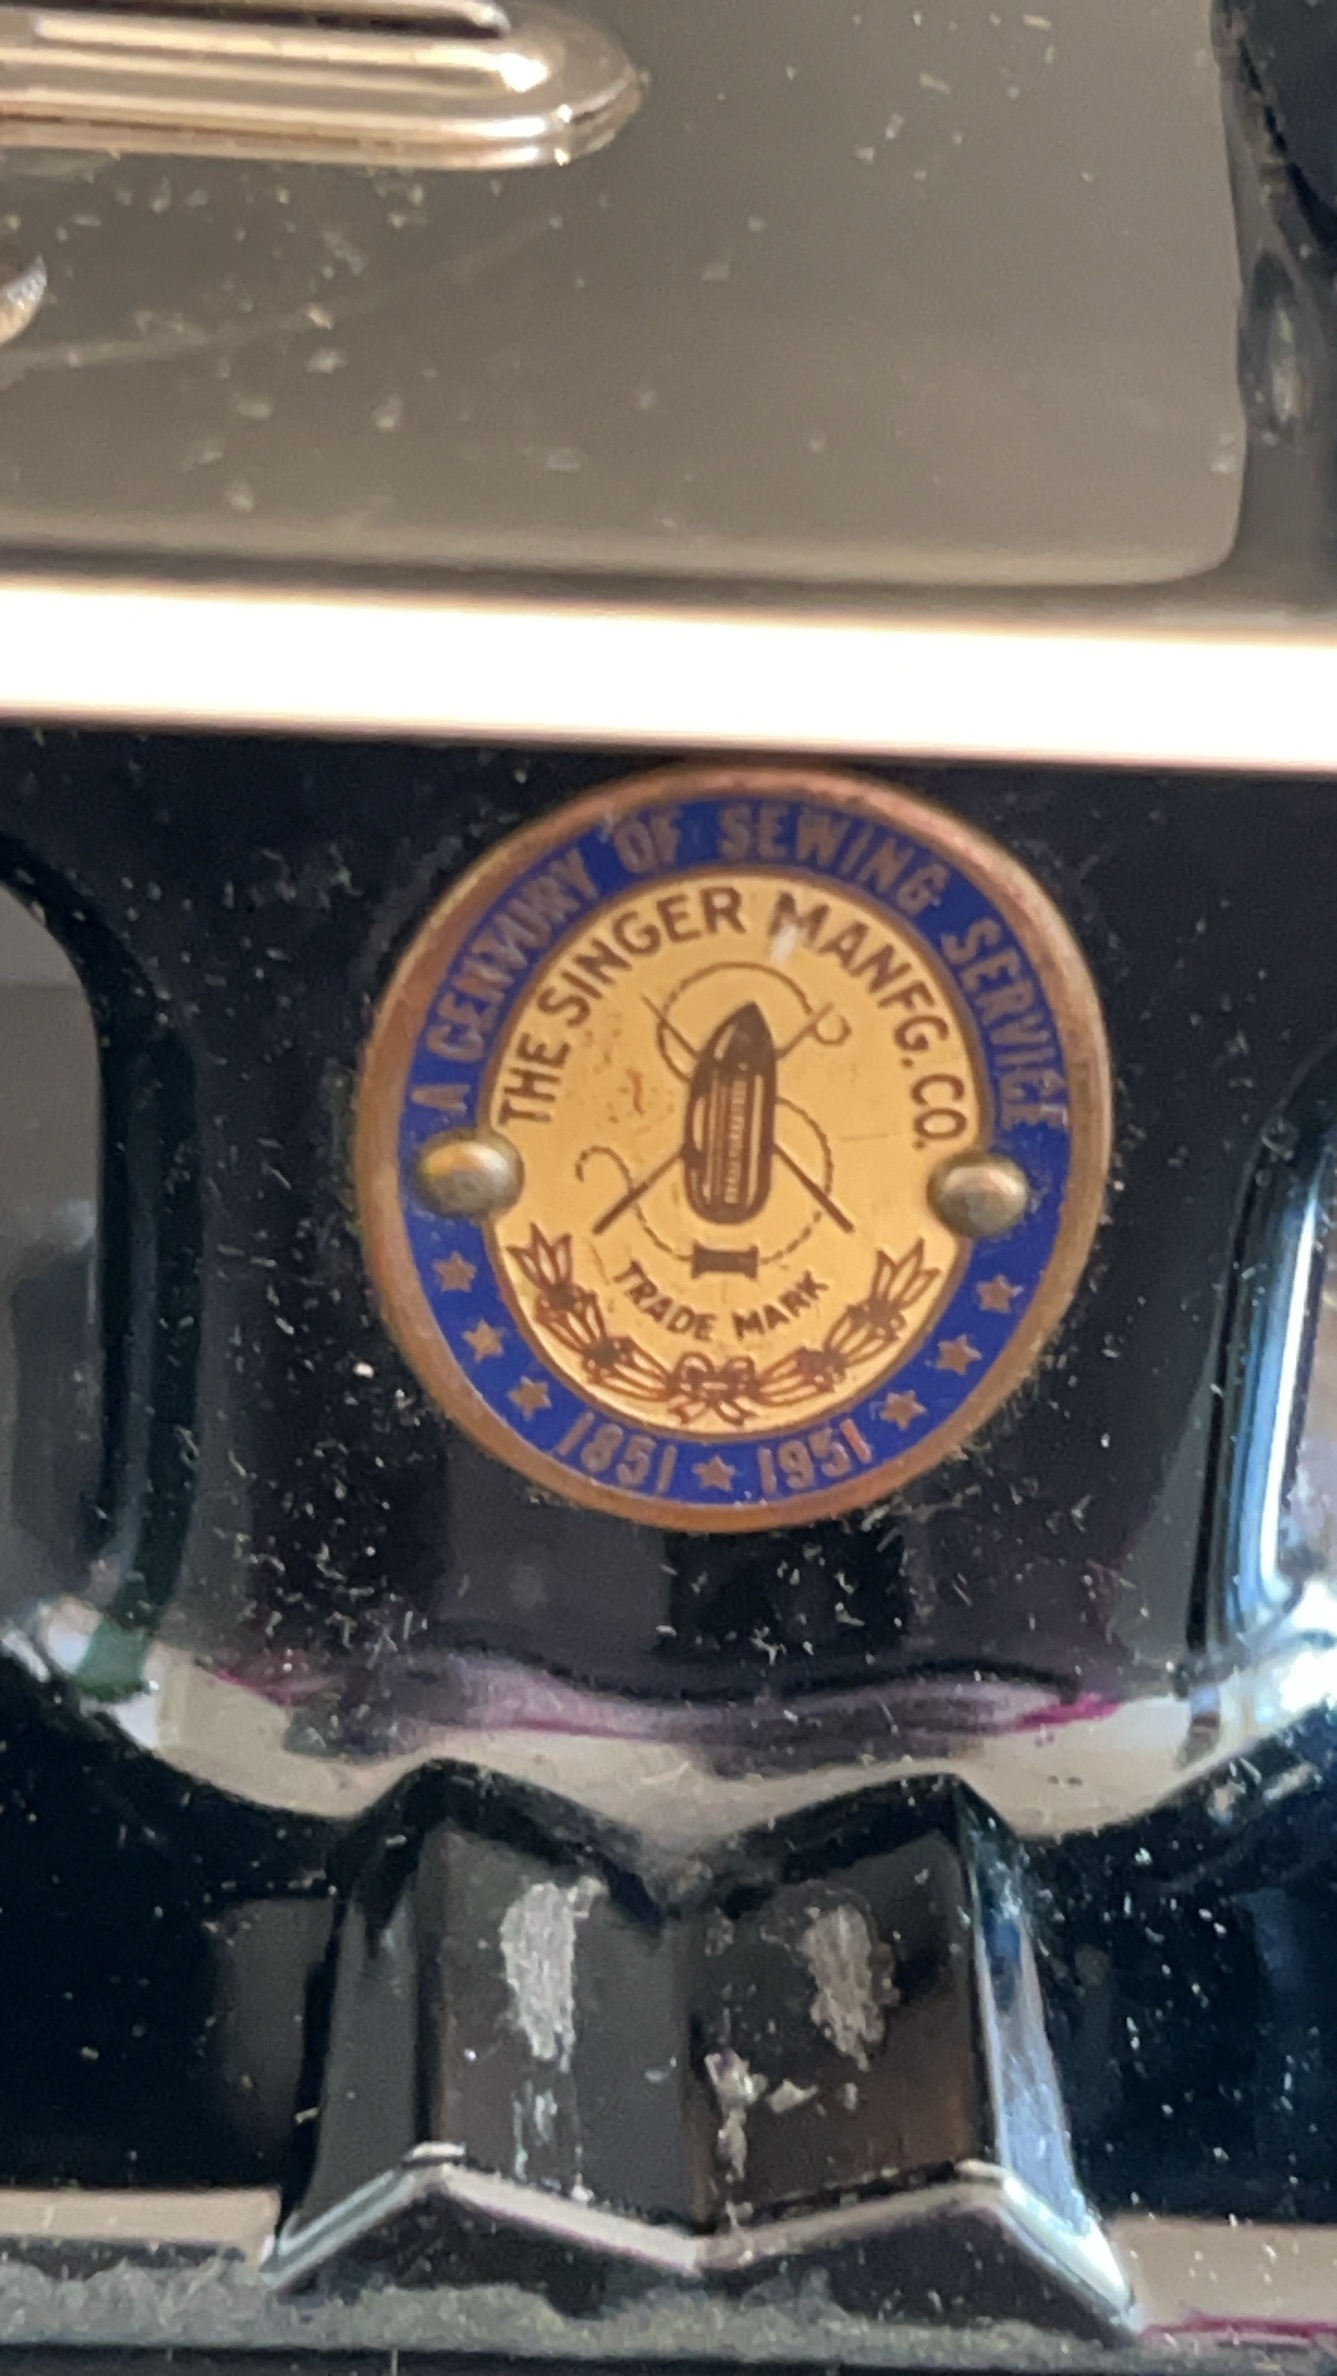 A CENTURY OF SEWING SERVICE
THE SINGER MANFG. CO.
TRADE MARK
1851 ★ 1951